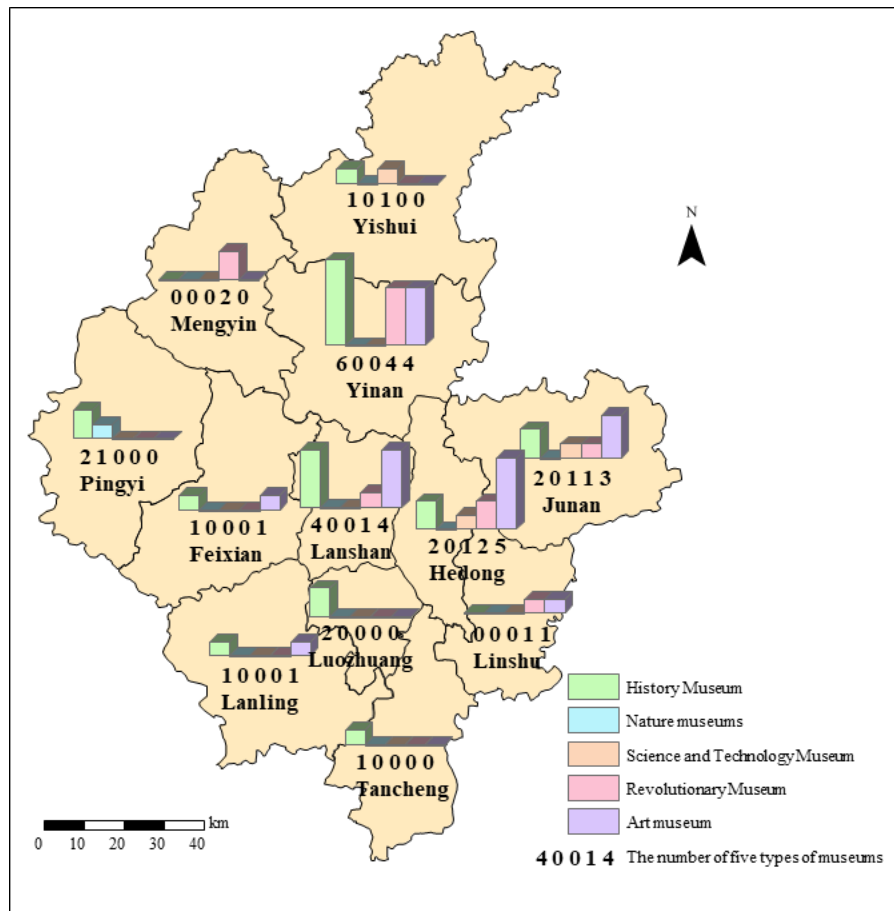 N
1 0 1 0 0
Yishui
0 0 0 2 0
Mengyin
6 0 0 4 4
Yinan
2 1 0 0 0
Pingyi
2 0 1 1 3
Junan
1 0 0 0 1
Feixian
4 0 0 1 4
Lanshan
2 0 1 2 5
Hedong
2 0 0 0 0
Luozhuang
0 0 0 1 1
Linshu
1 0 0 0 1
Lanling
1 0 0 0 0
Tancheng
History Museum
Nature museums
Science and Technology Museum
Revolutionary Museum
Art museum
4 0 0 1 4 The number of five types of museums
km
0 10 20 30 40